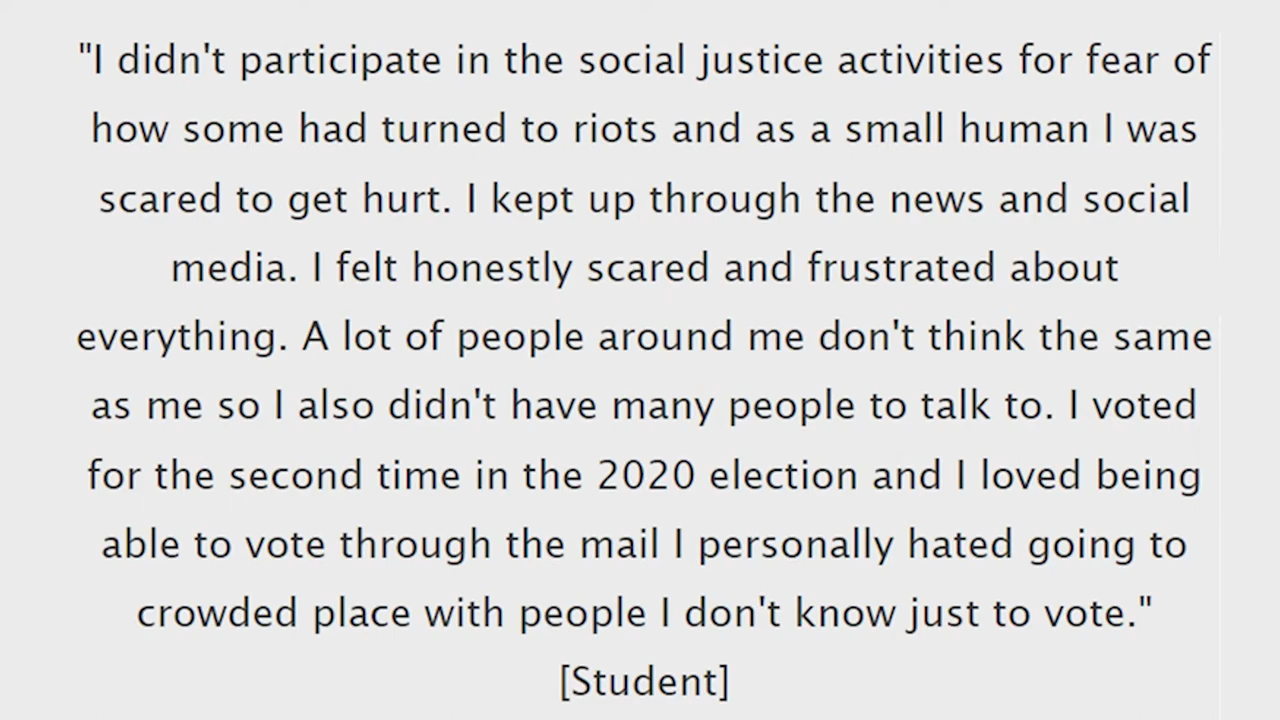 "I didn't participate in the social justice activities for fear of
how some had turned to riots and as a small human I was
scared to get hurt. I kept up through the news and social
media. I felt honestly scared and frustrated about
everything. A lot of people around me don't think the same
as me so I also didn't have many people to talk to. I voted
for the second time in the 2020 election and I loved being
able to vote through the mail I personally hated going to
crowded place with people I don't know just to vote."
[Student]